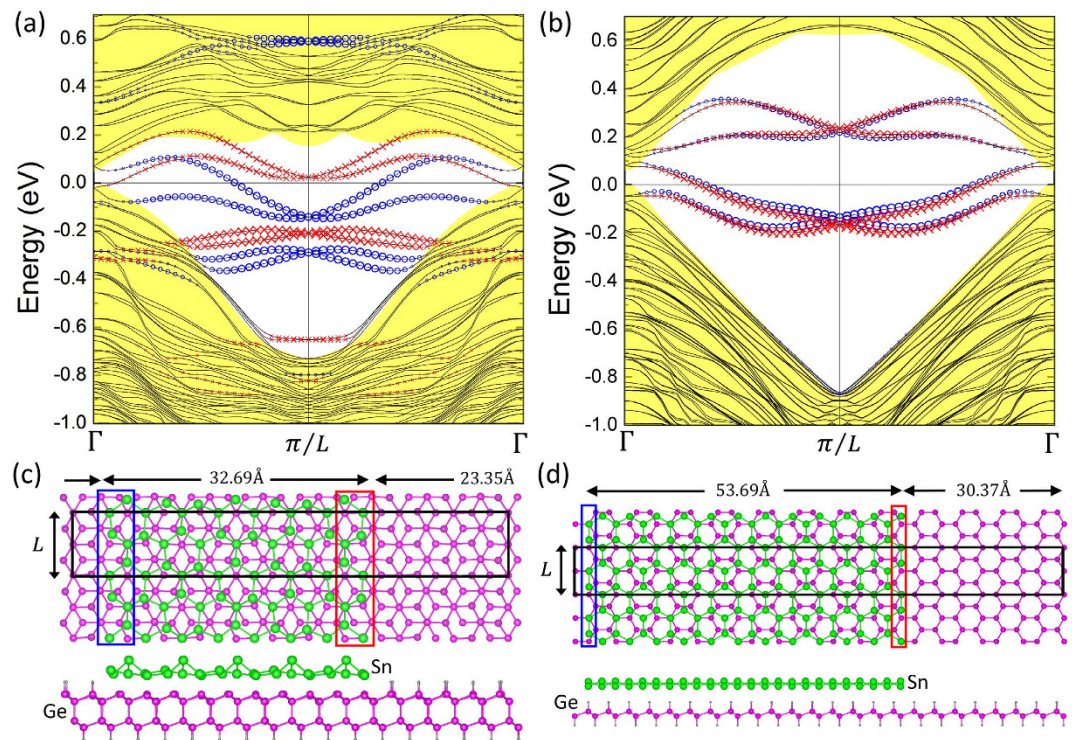 (a)
(b)
Energy (eV)
0.6
0.4
0.2
0.0
-0.2
-0.4
-0.6
-0.8
-1.0
Γ
π/L
Γ
Energy (eV)
0.6
0.4
0.2
0.0
-0.2
-0.4
-0.6
-0.8
-1.0
Γ
π/L
Γ
(c)
32.69Å
23.35Å
L
Sn
Ge
(d)
53.69Å
30.37Å
L
Sn
Ge